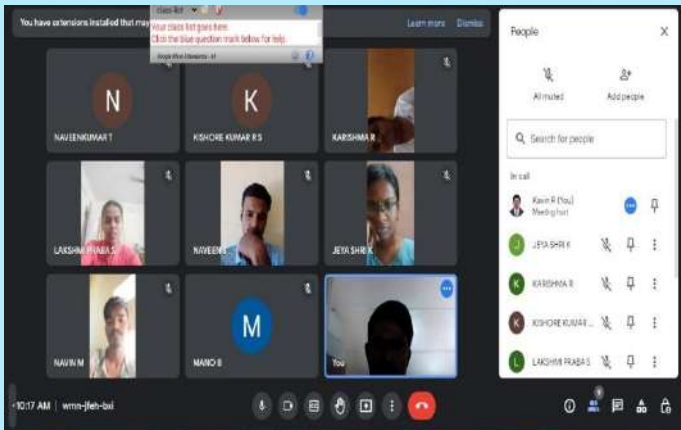 You have extensions installed that may
class-list
Your class list goes here.
Click the blue question mark below for help.
Learn more Dismiss
N
NAVEENKUMAR T
K
KISHORE KUMAR R S
KARISHMA R
LAKSHMI PRABA S
NAVEEN
JEYA SHRI K
NAVIN M
M
MANO B
You
10:17 AM | wmn-jfeh-bxi
People
All muted
Add people
Search for people
In call
Kavin R (You)
Meeting host
J
JEYA SHRI K
K
KARISHMA R
K
KISHORE KUMAR ...
L
LAKSHMI PRABA S
9